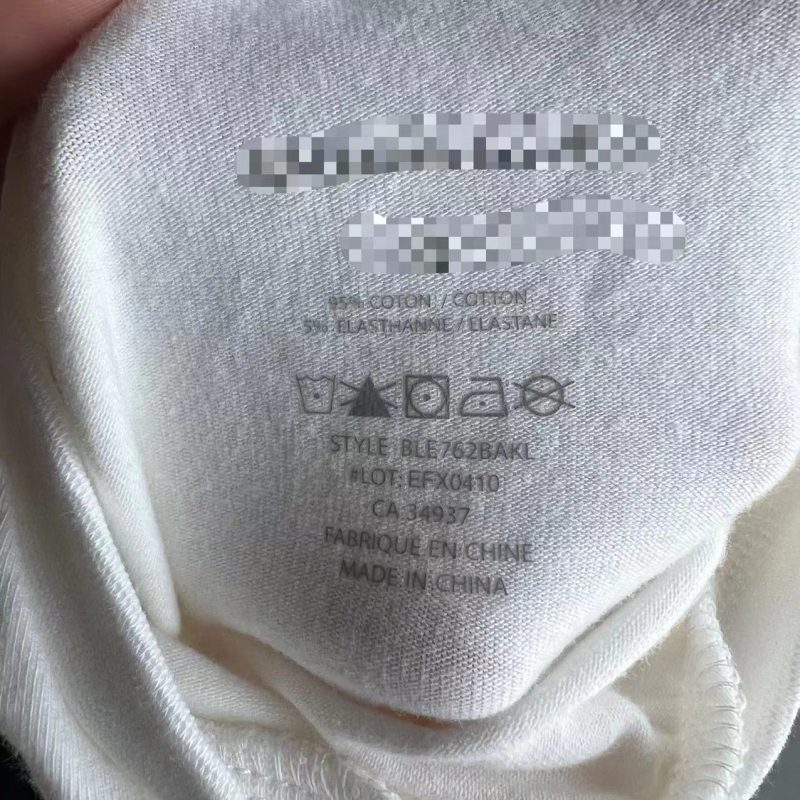 95% COTON / COTTON
5% ELASTHANNE / ELASTANE
STYLE BLE762BAKL
#LOT: EFX0410
CA 34937
FABRIQUE EN CHINE
MADE IN CHINA